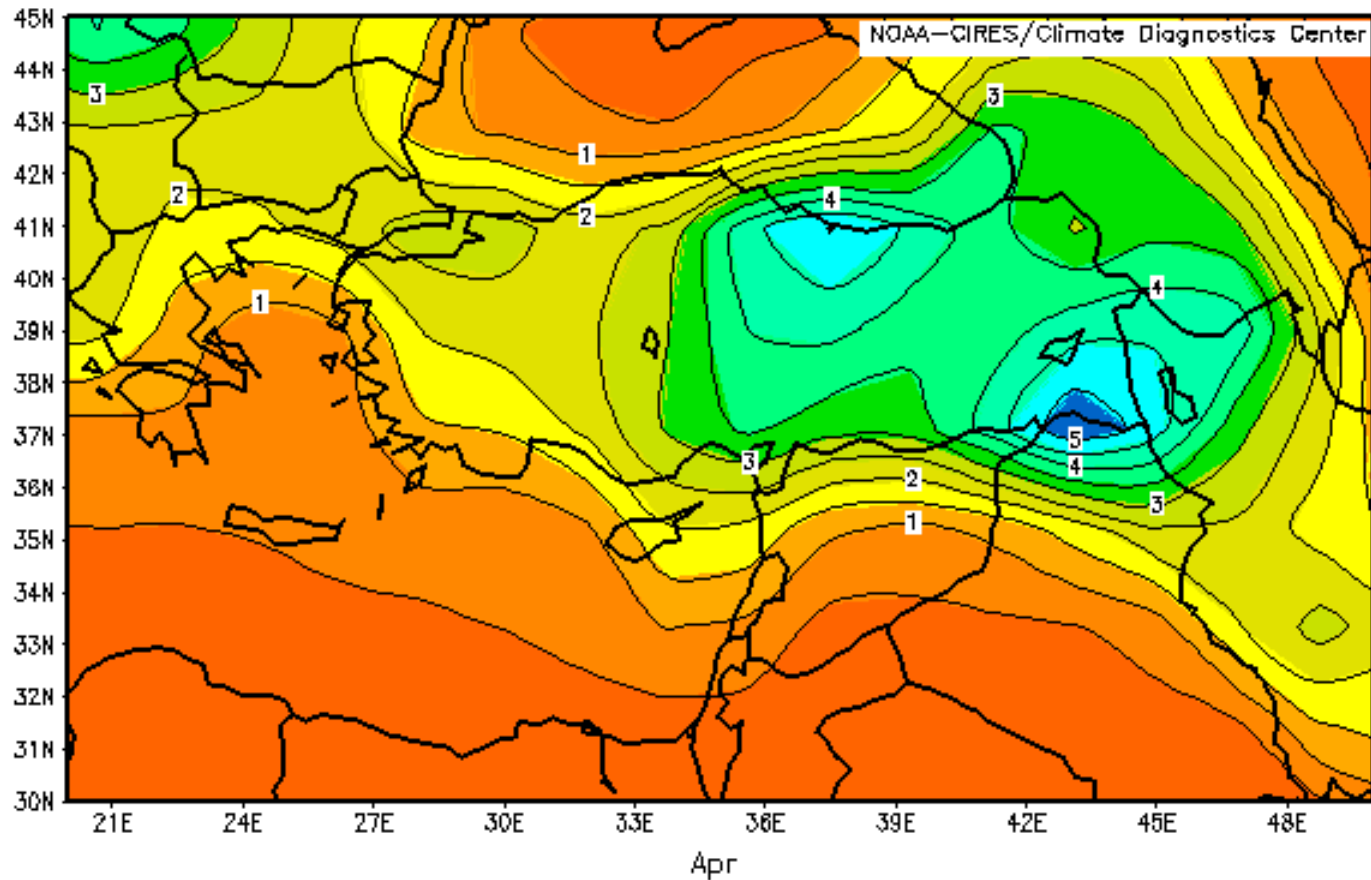 NOAA-CIRES/Climate Diagnostics Center
45N
44N
43N
42N
41N
40N
39N
38N
37N
36N
35N
34N
33N
32N
31N
30N
3
3
1
2
2
4
1
4
5
4
3
2
3
1
21E 24E 27E 30E 33E 36E 39E 42E 45E 48E
Apr